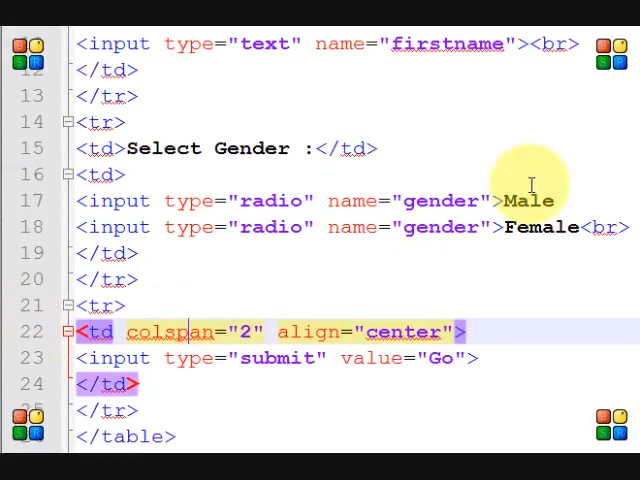 <input type="text" name="firstname"><br>
12 </td>
13 </tr>
14 <tr>
15 <td>Select Gender :</td>
16 <td>
17 <input type="radio" name="gender">Male
18 <input type="radio" name="gender">Female<br>
19 </td>
20 </tr>
21 <tr>
22 <td colspan="2" align="center">
23 <input type="submit" value="Go">
24 </td>
</tr>
</table>